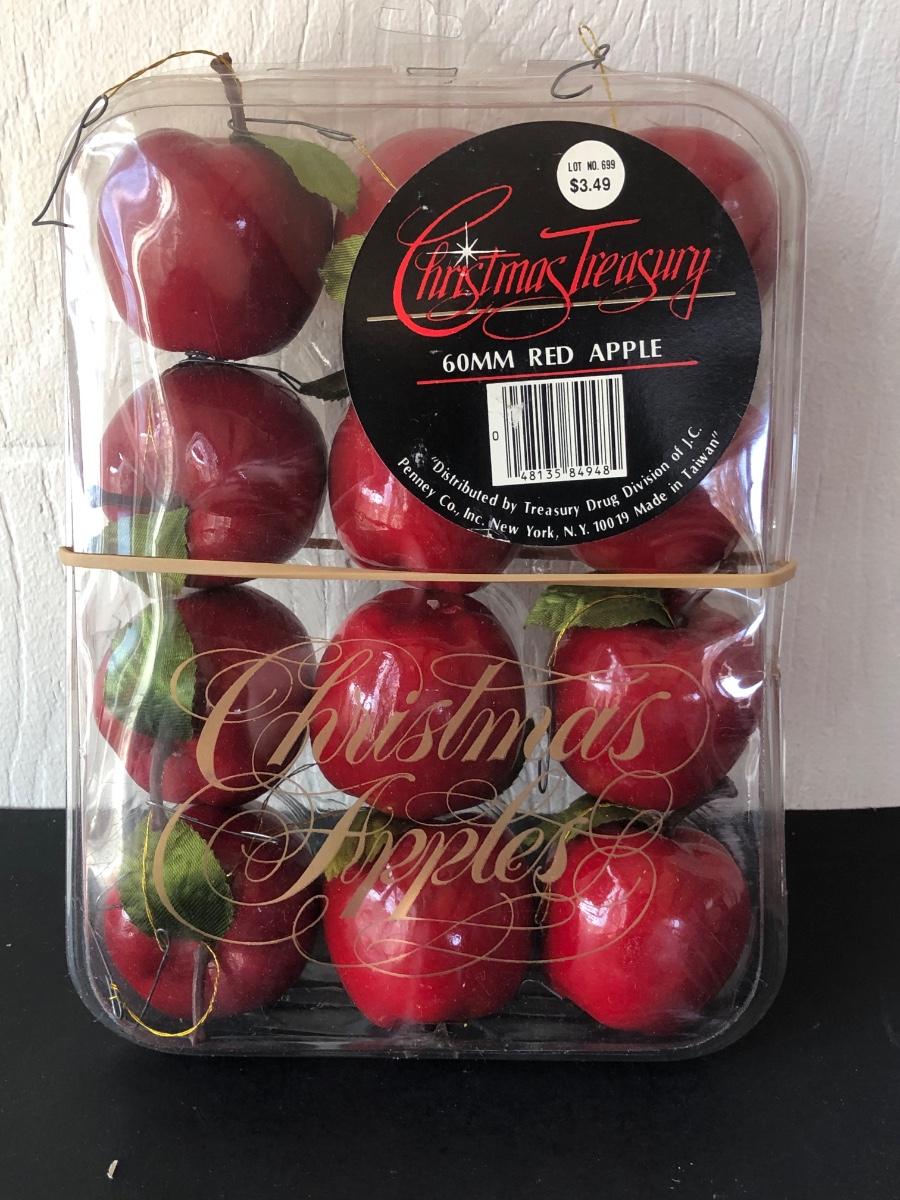 LOT NO. 699
$3.49
Christmas Treasury
60MM RED APPLE
0 48135 84948
"Distributed by Treasury Drug Division of J.C.
Penney Co., Inc. New York, N.Y. 10019 Made in Taiwan"
Christmas
Apples